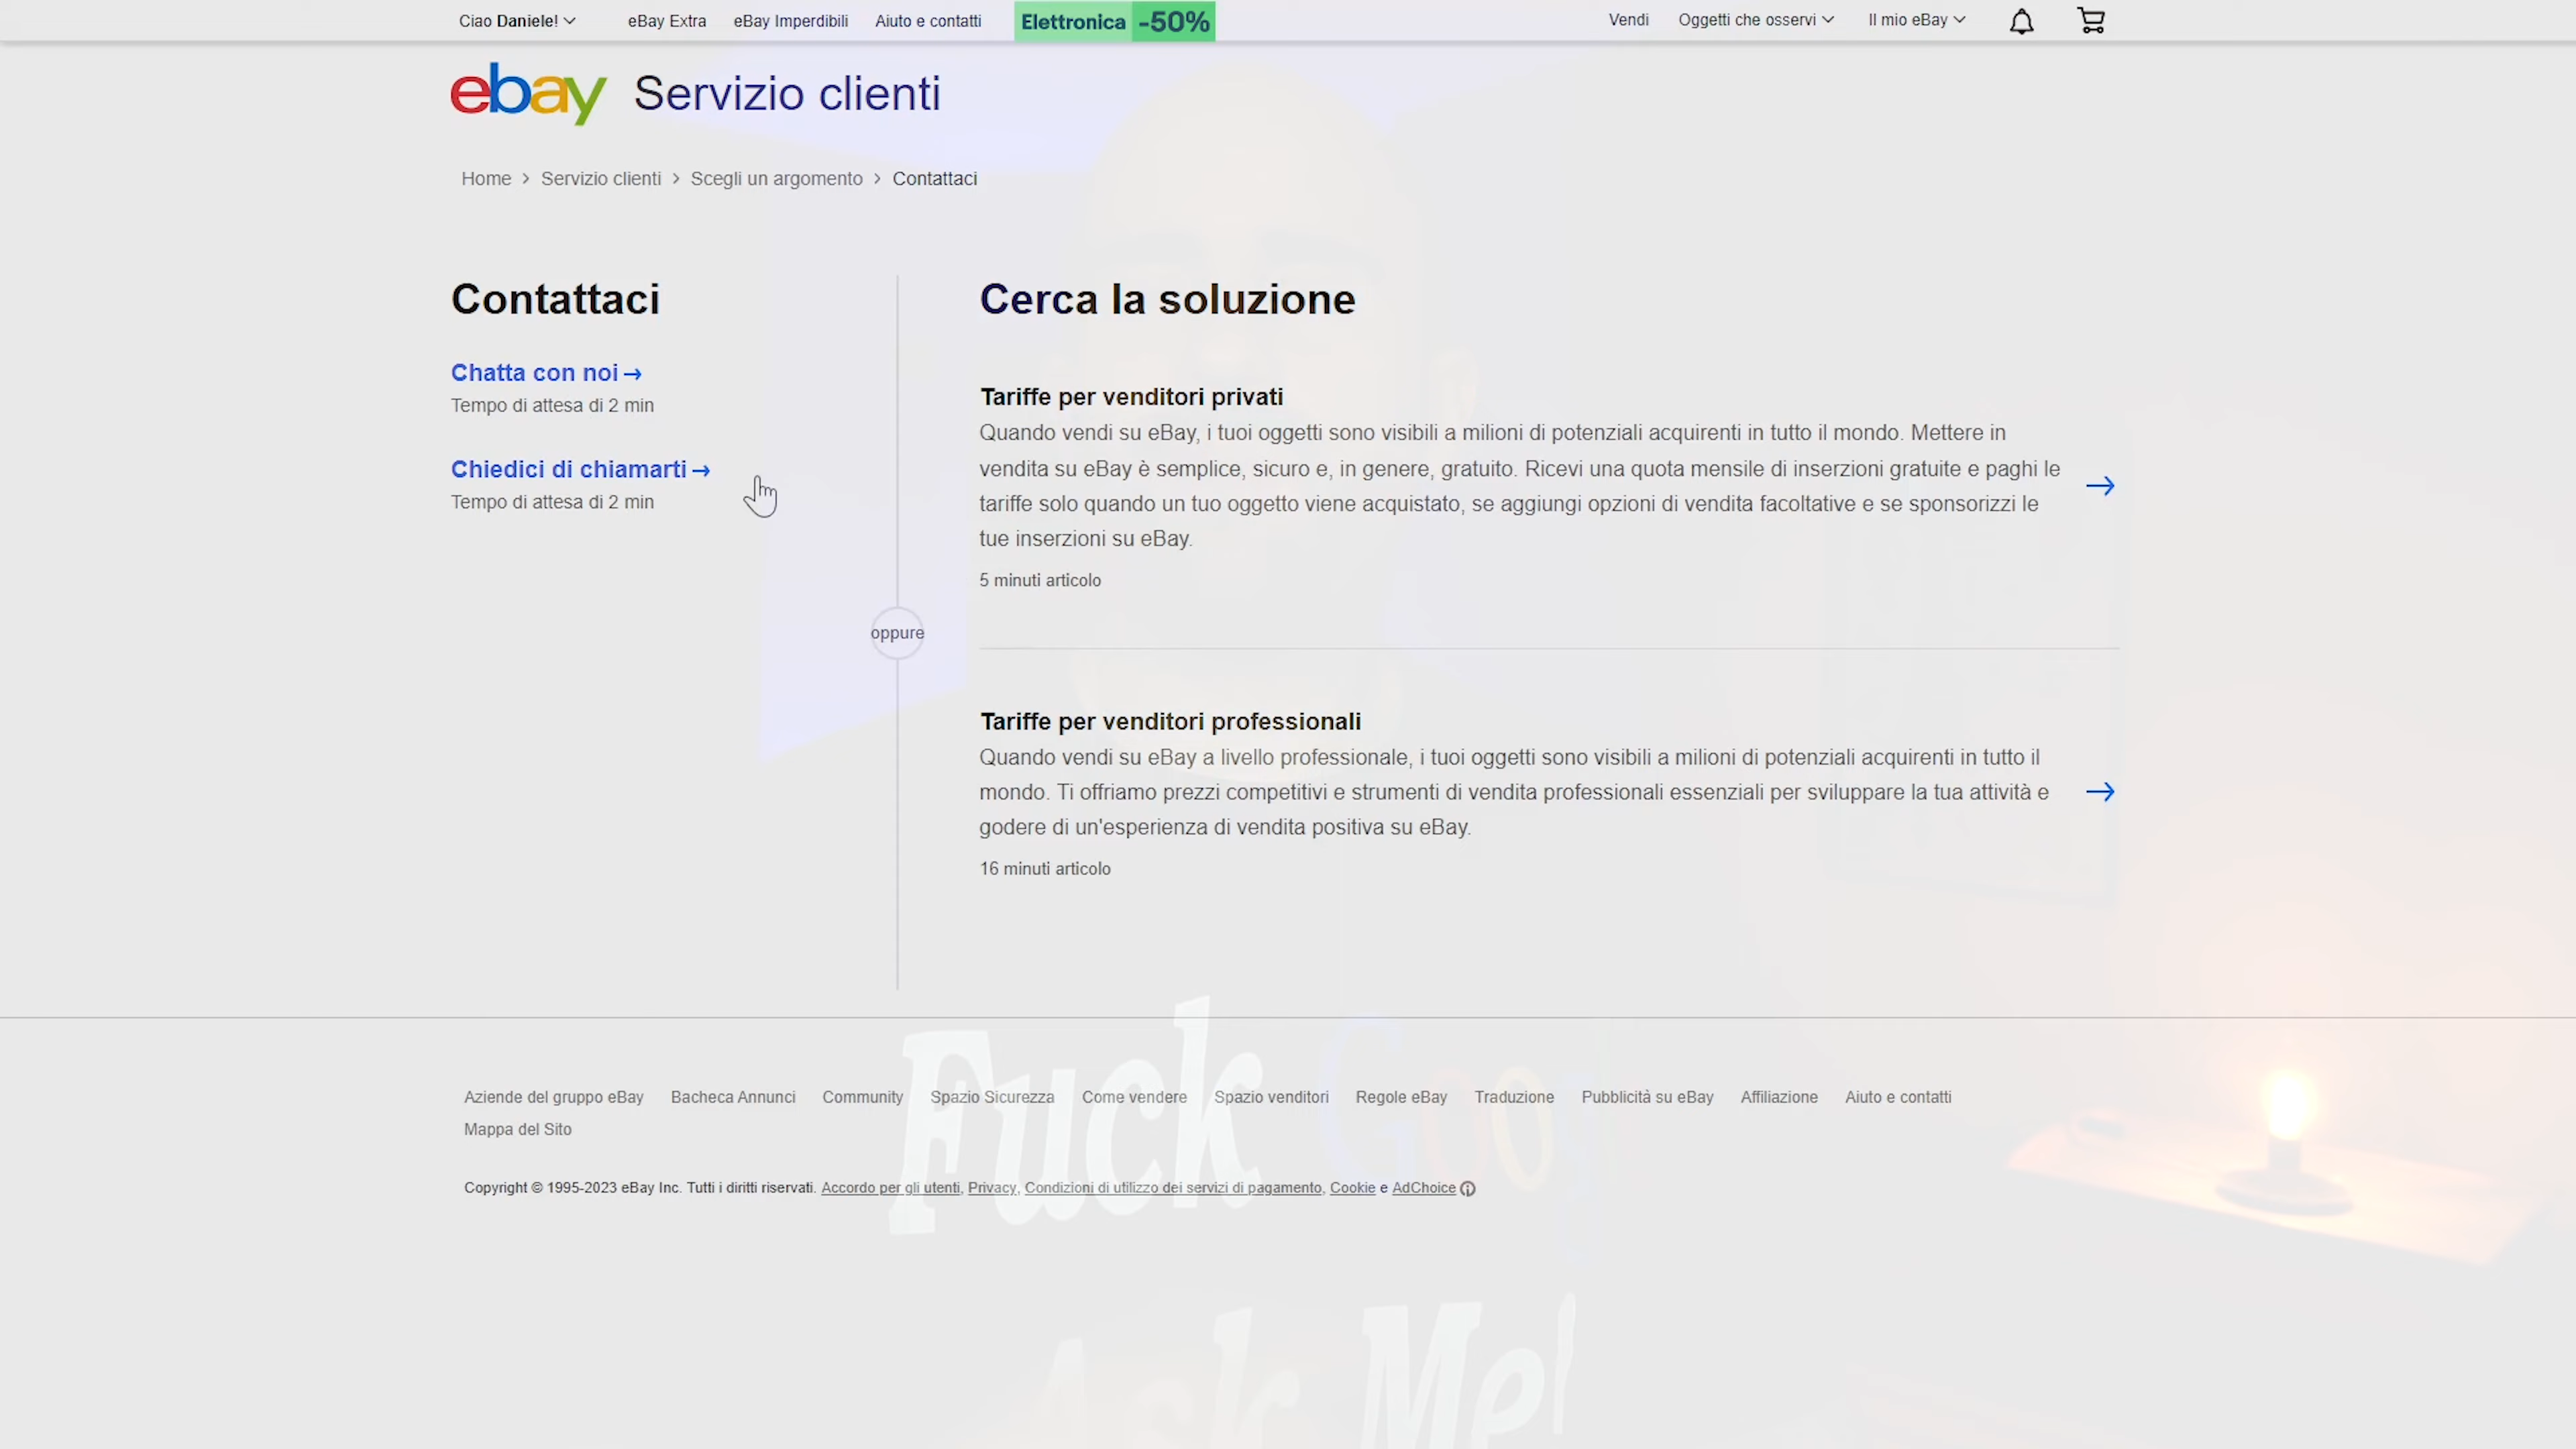 Ciao Daniele! eBay Extra eBay Imperdibili Aiuto e contatti Elettronica -50% Vendi Oggetti che osservi Il mio eBay
ebay Servizio clienti
Home > Servizio clienti > Scegli un argomento > Contattaci
Contattaci
Chatta con noi →
Tempo di attesa di 2 min
Chiedici di chiamarti →
Tempo di attesa di 2 min
oppure
Cerca la soluzione
Tariffe per venditori privati
Quando vendi su eBay, i tuoi oggetti sono visibili a milioni di potenziali acquirenti in tutto il mondo. Mettere in
vendita su eBay è semplice, sicuro e, in genere, gratuito. Ricevi una quota mensile di inserzioni gratuite e paghi le
tariffe solo quando un tuo oggetto viene acquistato, se aggiungi opzioni di vendita facoltative e se sponsorizzi le
tue inserzioni su eBay.
5 minuti articolo
Tariffe per venditori professionali
Quando vendi su eBay a livello professionale, i tuoi oggetti sono visibili a milioni di potenziali acquirenti in tutto il
mondo. Ti offriamo prezzi competitivi e strumenti di vendita professionali essenziali per sviluppare la tua attività e
godere di un'esperienza di vendita positiva su eBay.
16 minuti articolo
Aziende del gruppo eBay Bacheca Annunci Community Spazio Sicurezza Come vendere Spazio venditori Regole eBay Traduzione Pubblicità su eBay Affiliazione Aiuto e contatti
Mappa del Sito
Copyright © 1995-2023 eBay Inc. Tutti i diritti riservati. Accordo per gli utenti, Privacy, Condizioni di utilizzo dei servizi di pagamento, Cookie e AdChoice
Fuck Goo
Ask Me!